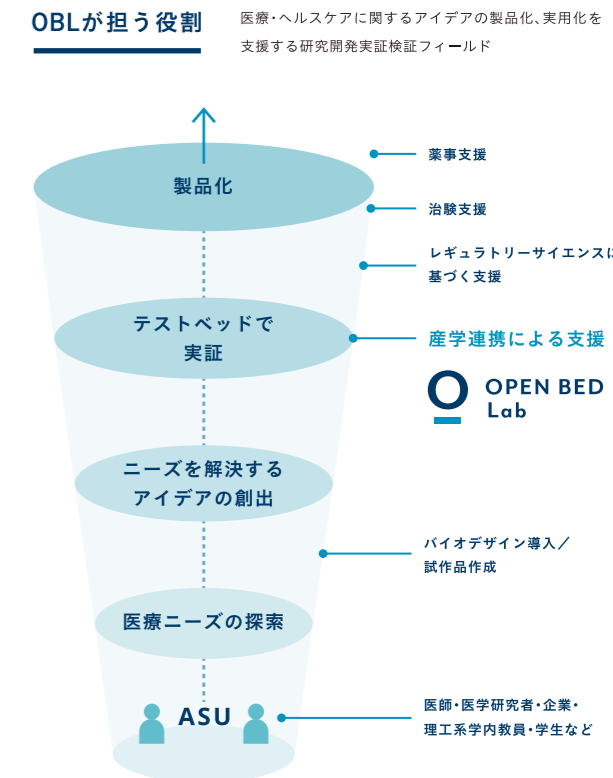 OBLが担う役割
医療・ヘルスケアに関するアイデアの製品化、実用化を
支援する研究開発実証検証フィールド
製品化
薬事支援
治験支援
レギュラトリーサイエンスに
基づく支援
テストベッドで
実証
産学連携による支援
OPEN BED
Lab
ニーズを解決する
アイデアの創出
バイオデザイン導入／
試作品作成
医療ニーズの探索
ASU
医師・医学研究者・企業・
理工系学内教員・学生など